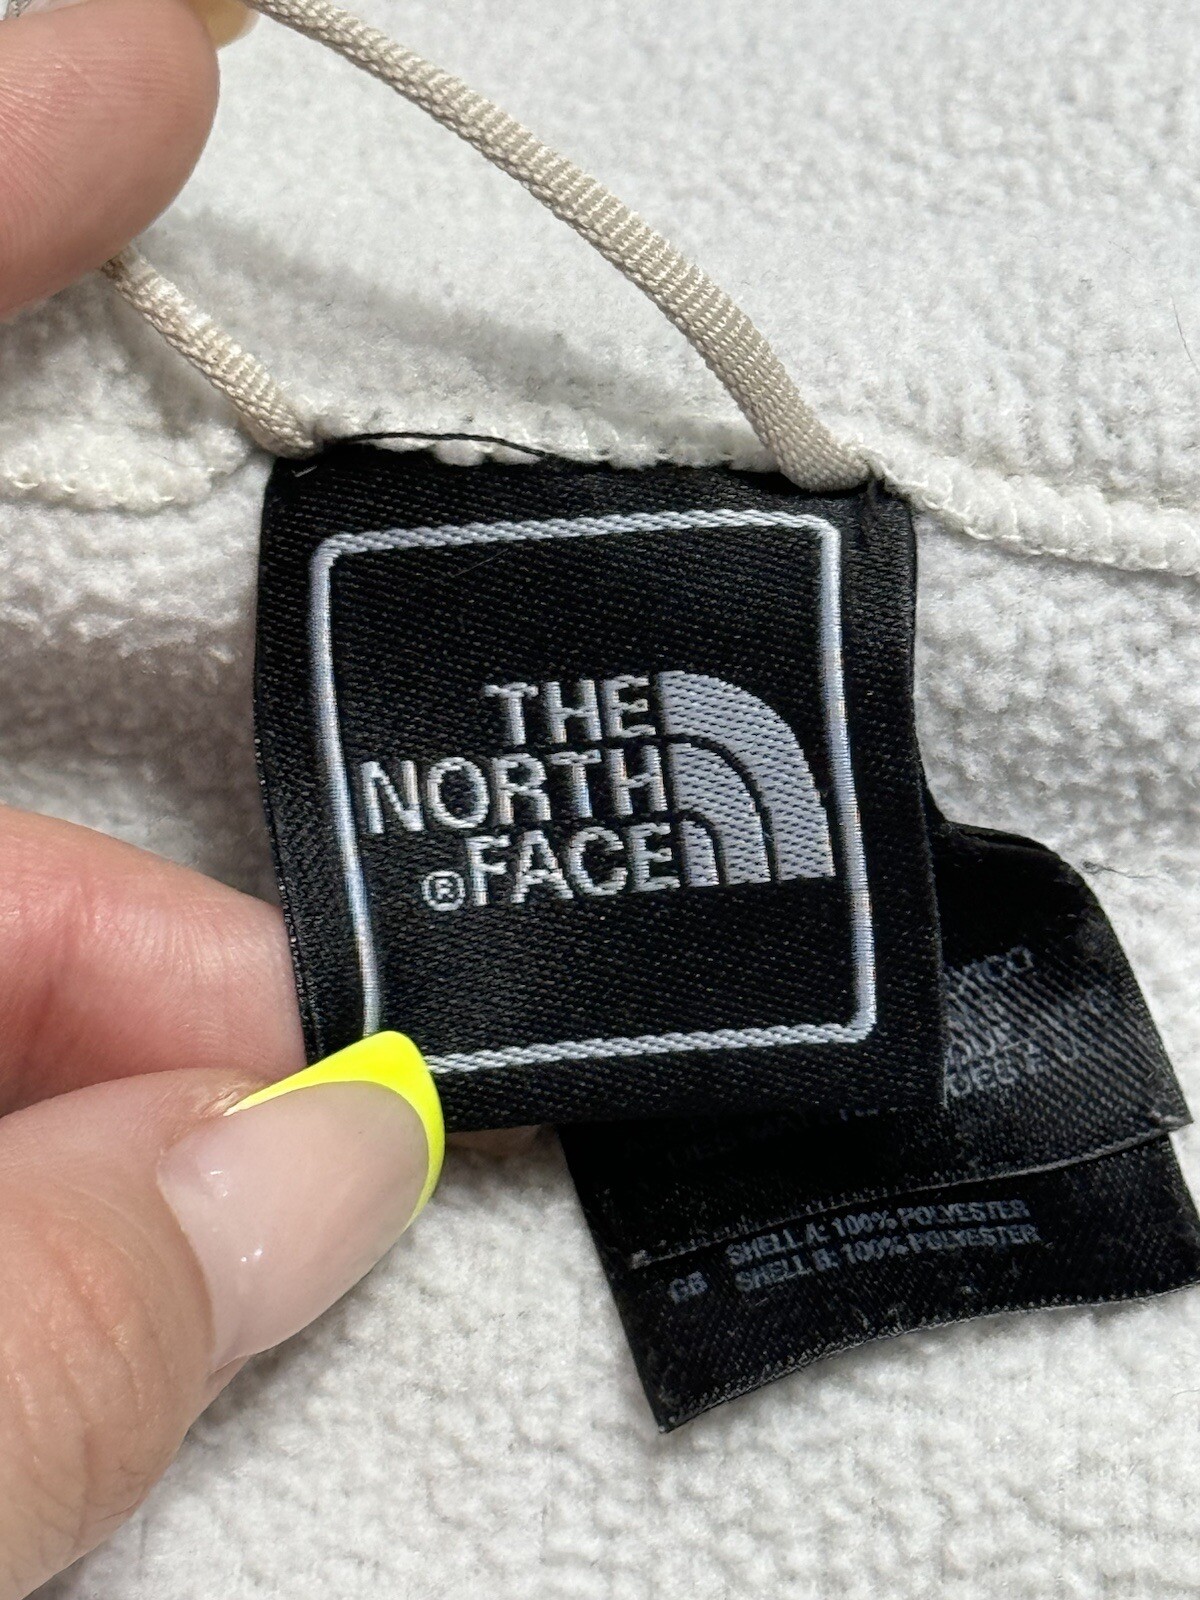 THE
NORTH
®FACE
SHELL A: 100% POLYESTER
GB SHELL B: 100% POLYESTER